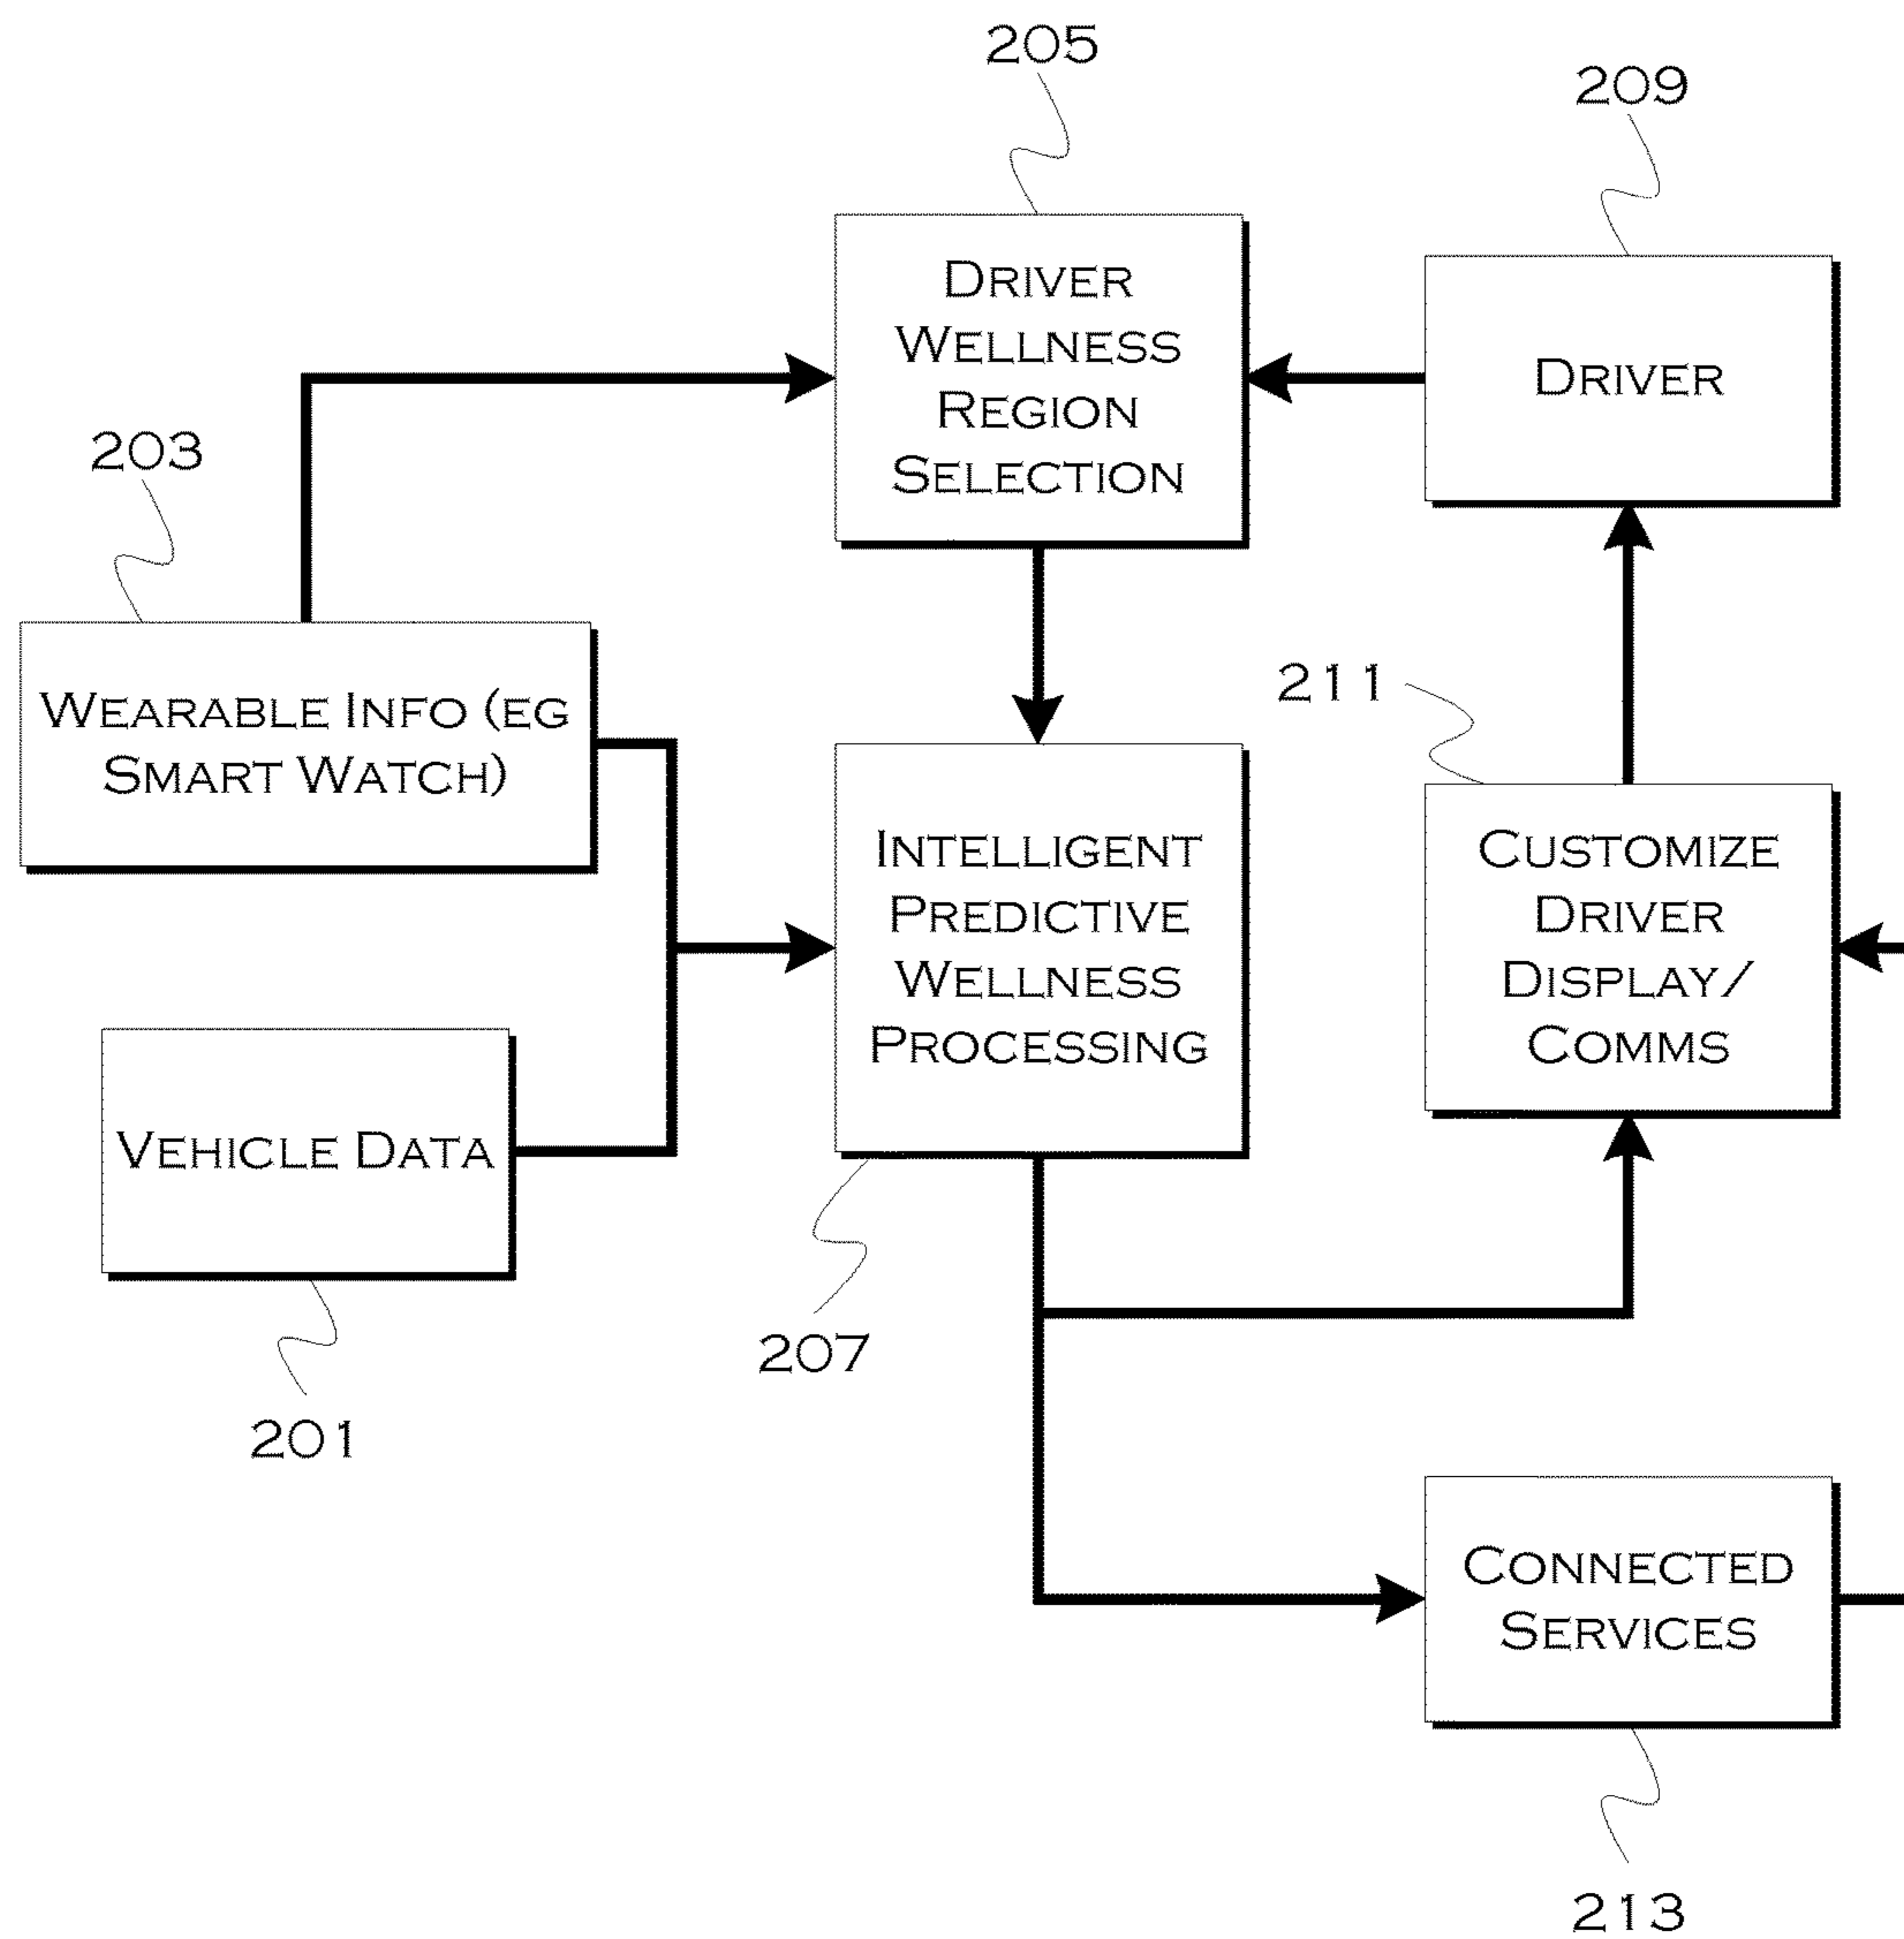 205
209
DRIVER
WELLNESS
REGION
SELECTION
DRIVER
203
WEARABLE INFO (EG
SMART WATCH)
211
INTELLIGENT
PREDICTIVE
WELLNESS
PROCESSING
CUSTOMIZE
DRIVER
DISPLAY/
COMMS
VEHICLE DATA
207
201
CONNECTED
SERVICES
213